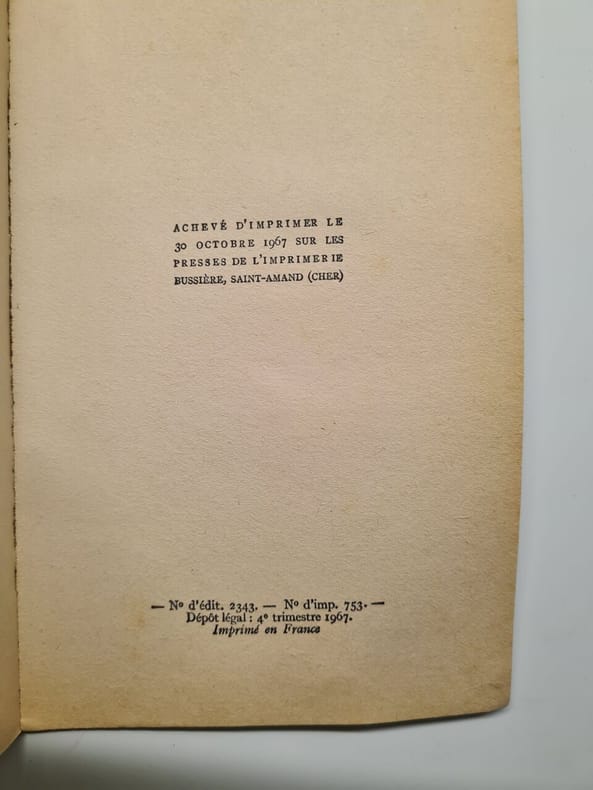 ACHEVÉ D'IMPRIMER LE
30 OCTOBRE 1967 SUR LES
PRESSES DE L'IMPRIMERIE
BUSSIÈRE, SAINT-AMAND (CHER)
— Nº d'édit. 2343. — Nº d'imp. 753. —
Dépôt légal : 4e trimestre 1967.
Imprimé en France